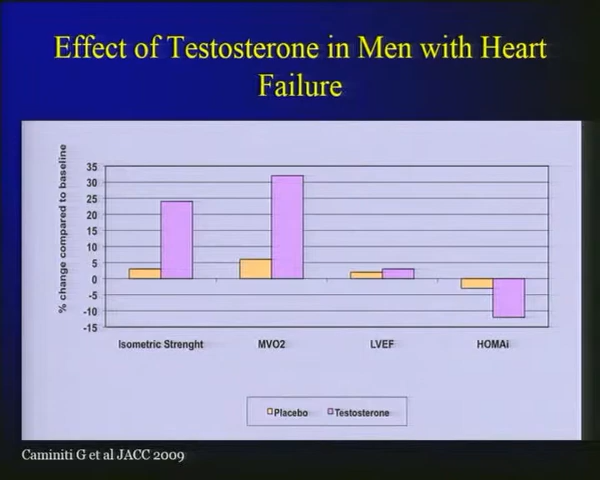 Effect of Testosterone in Men with Heart
Failure
% change compared to baseline
35
30
25
20
15
10
5
0
-5
-10
-15
Isometric Strenght
MVO2
LVEF
HOMAi
Placebo
Testosterone
Caminiti G et al JACC 2009